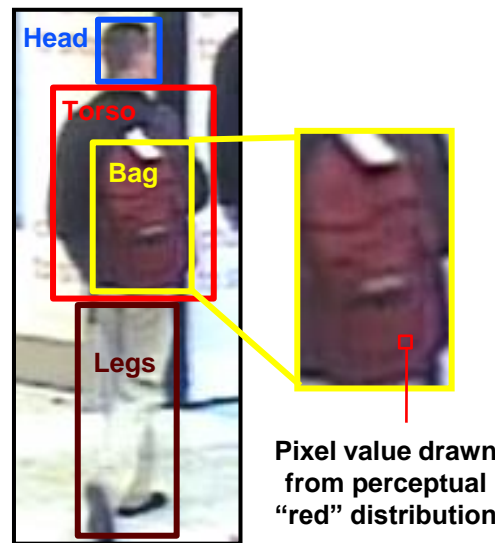 Head
Torso
Bag
Legs
Pixel value drawn
from perceptual
“red” distribution